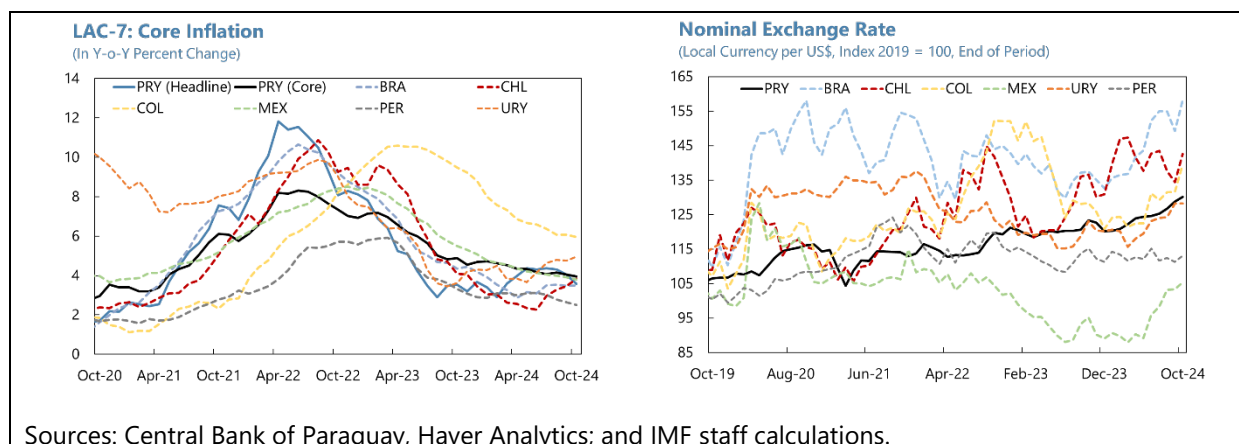 LAC-7: Core Inflation
(In Y-o-Y Percent Change)
14
12
10
8
6
4
2
0
PRY (Headline) PRY (Core) BRA CHL
COL MEX PER URY
Oct-20 Apr-21 Oct-21 Apr-22 Oct-22 Apr-23 Oct-23 Apr-24 Oct-24
Nominal Exchange Rate
(Local Currency per US$, Index 2019 = 100, End of Period)
165
155
145
135
125
115
105
95
85
PRY BRA CHL COL MEX URY PER
Oct-19 Aug-20 Jun-21 Apr-22 Feb-23 Dec-23 Oct-24
Sources: Central Bank of Paraguay, Haver Analytics; and IMF staff calculations.